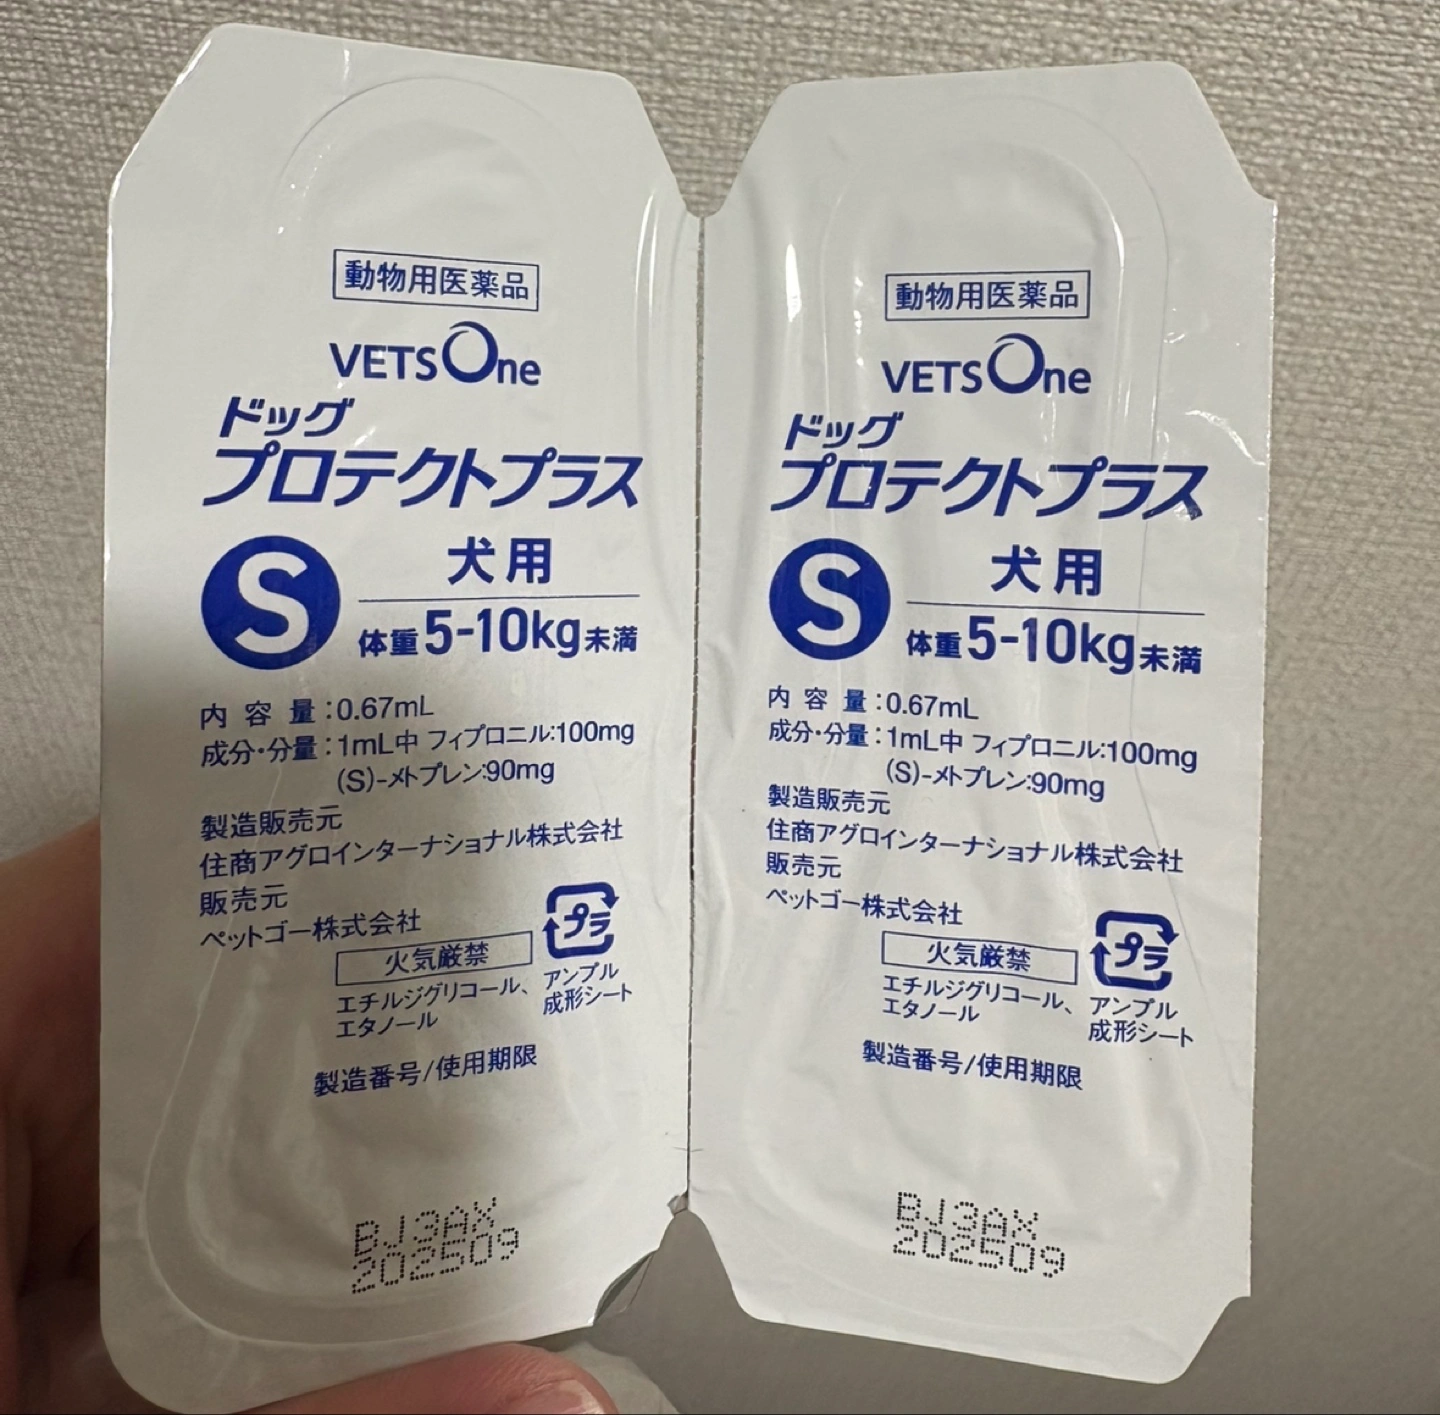 動物用医薬品
VETSOne
ドッグ
プロテクトプラス
S
犬用
体重5-10kg未満
内容量:0.67mL
成分・分量:1mL中 フィプロニル:100mg
(S)-メトプレン:90mg
製造販売元
住商アグロインターナショナル株式会社
販売元
ペットゴー株式会社
火気厳禁
エチルジグリコール、
エタノール
プラ
アンプル
成形シート
製造番号/使用期限
BJ3AX
202509
動物用医薬品
VETSOne
ドッグ
プロテクトプラス
S
犬用
体重5-10kg未満
内容量:0.67mL
成分・分量:1mL中 フィプロニル:100mg
(S)-メトプレン:90mg
製造販売元
住商アグロインターナショナル株式会社
販売元
ペットゴー株式会社
火気厳禁
エチルジグリコール、
エタノール
プラ
アンプル
成形シート
製造番号/使用期限
BJ3AX
202509